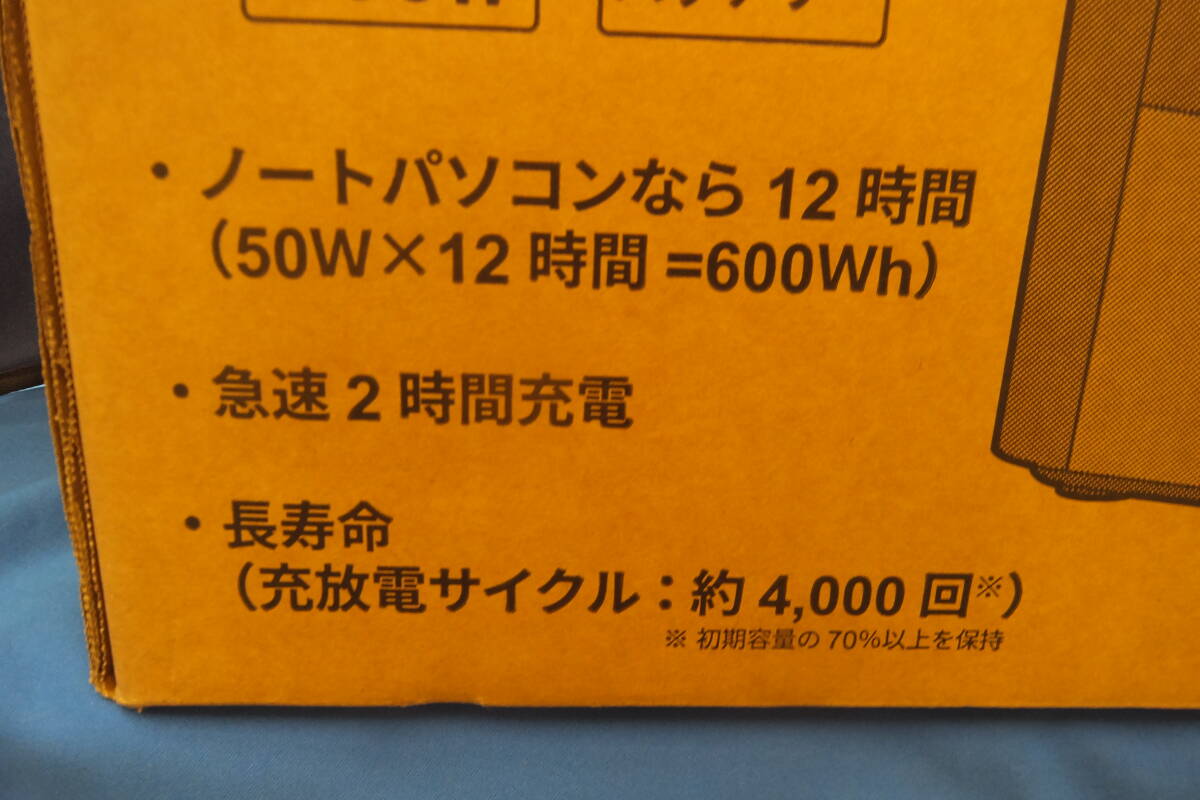 ・ノートパソコンなら 12 時間
（50W×12 時間 =600Wh）
・急速 2 時間充電
・長寿命
（充放電サイクル：約 4,000 回※）
※ 初期容量の 70%以上を保持